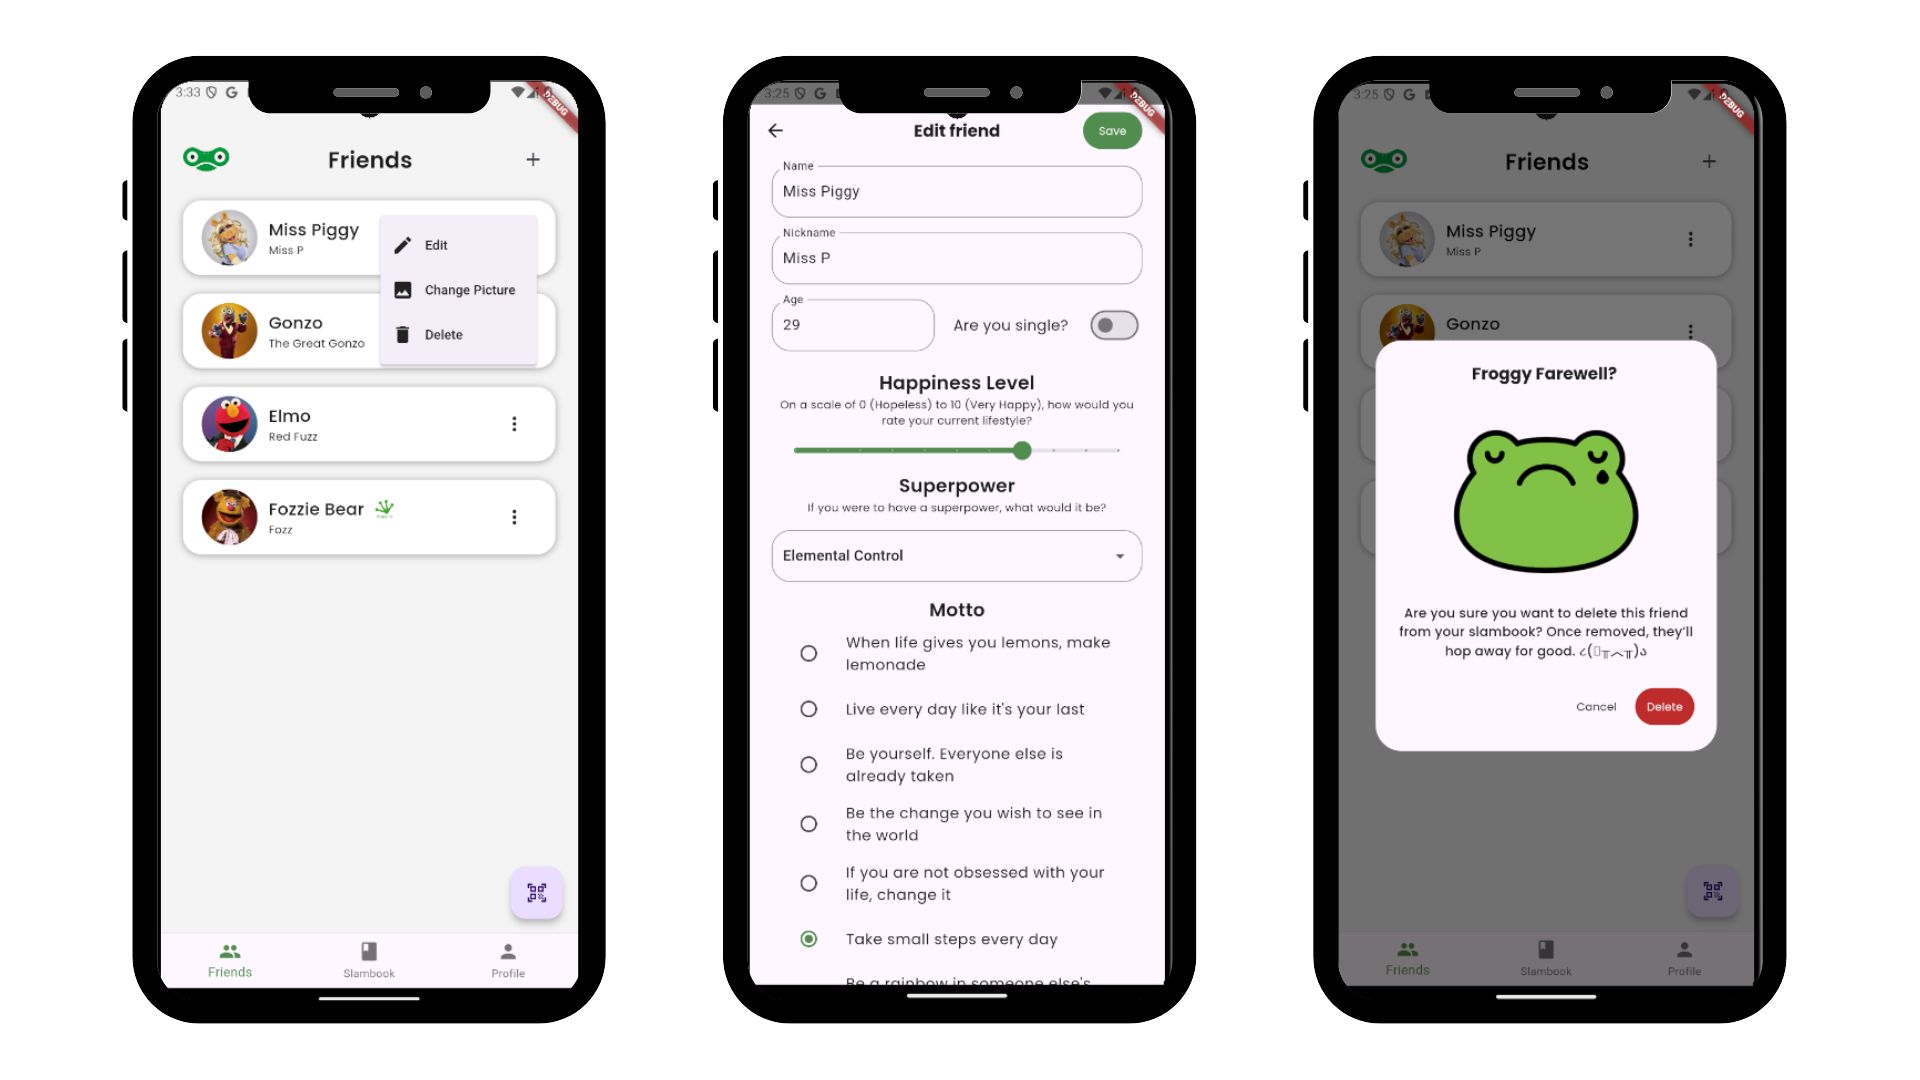 3:33
DEBUG
Friends
Miss Piggy
Miss P
Edit
Change Picture
Delete
Gonzo
The Great Gonzo
Elmo
Red Fuzz
Fozzie Bear
Fozz
Friends
Slambook
Profile
3:25
DEBUG
Edit friend
Save
Name
Miss Piggy
Nickname
Miss P
Age
29
Are you single?
Happiness Level
On a scale of 0 (Hopeless) to 10 (Very Happy), how would you
rate your current lifestyle?
Superpower
If you were to have a superpower, what would it be?
Elemental Control
Motto
When life gives you lemons, make
lemonade
Live every day like it's your last
Be yourself. Everyone else is
already taken
Be the change you wish to see in
the world
If you are not obsessed with your
life, change it
Take small steps every day
Be a rainbow in someone else's
3:25
DEBUG
Friends
Miss Piggy
Miss P
Gonzo
Froggy Farewell?
Are you sure you want to delete this friend
from your slambook? Once removed, they'll
hop away for good.
Cancel
Delete
Friends
Slambook
Profile